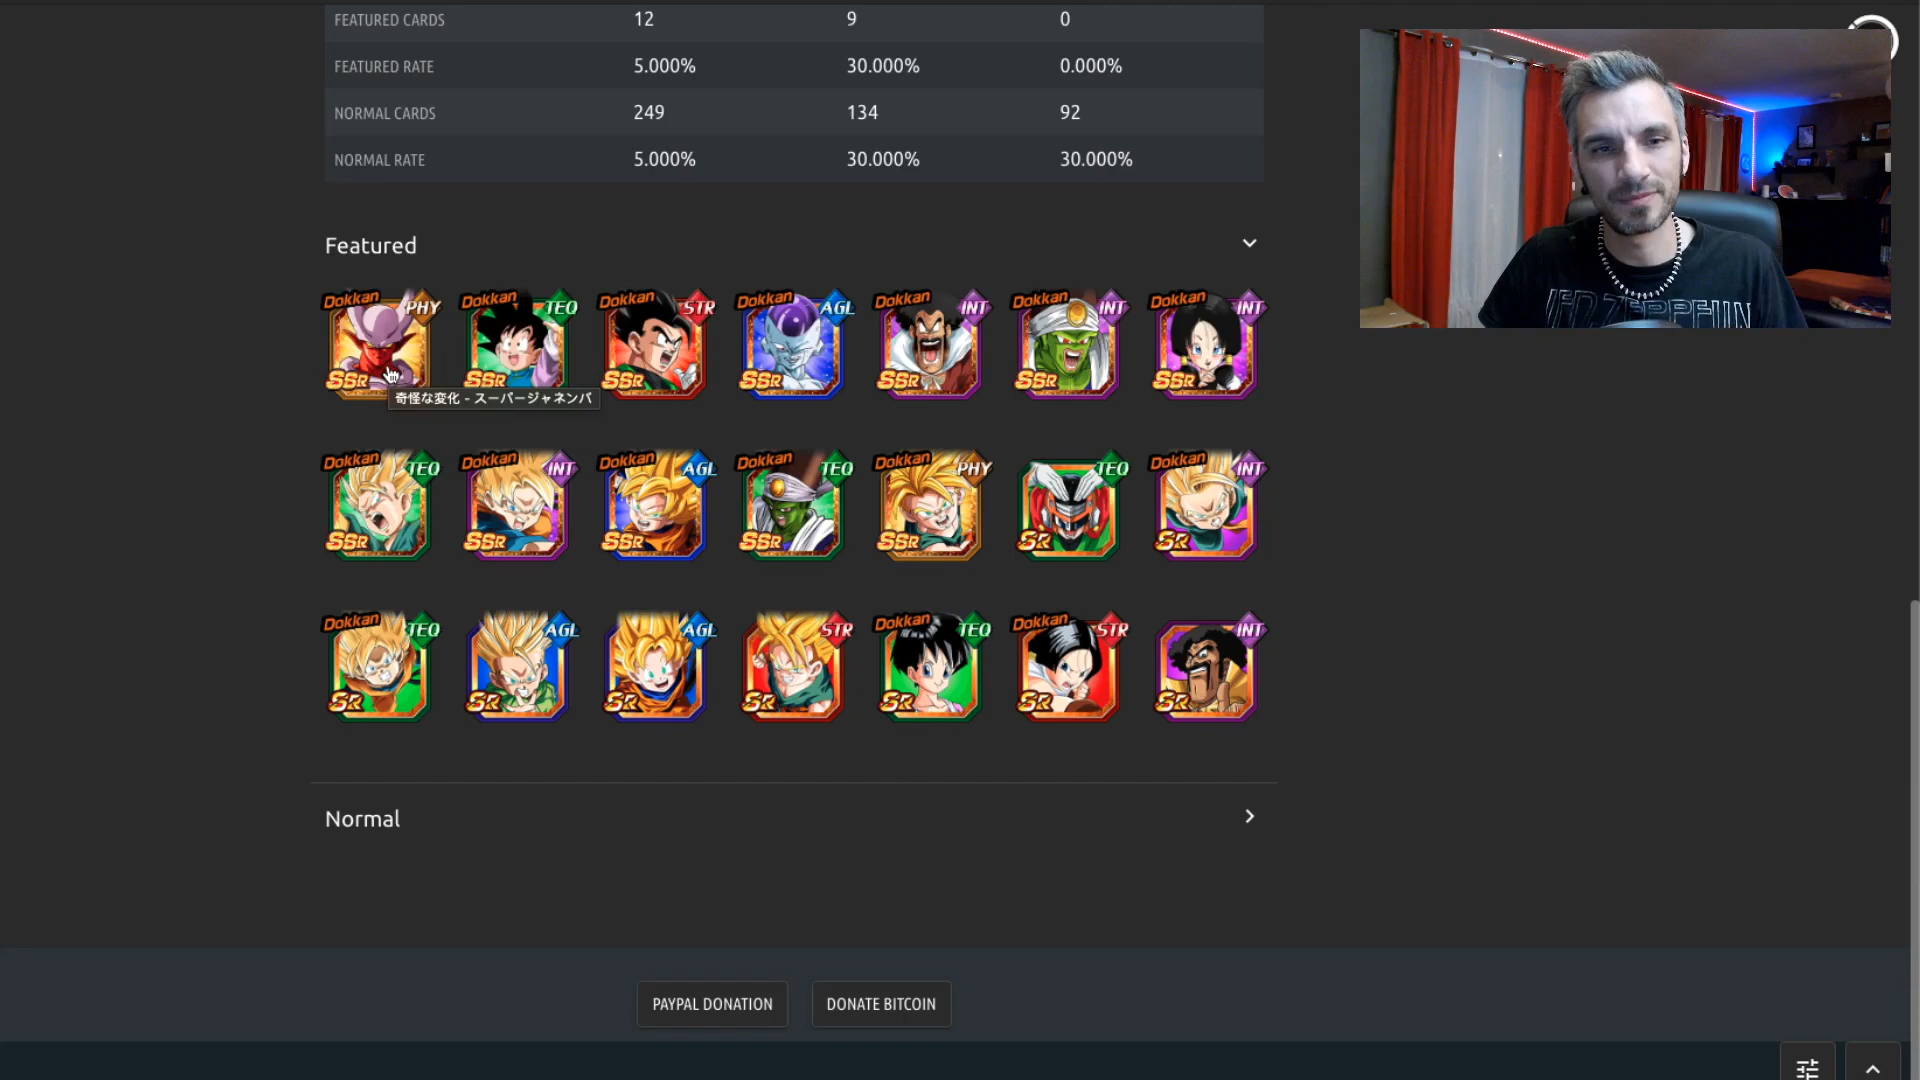 FEATURED CARDS 12 9 0
FEATURED RATE 5.000% 30.000% 0.000%
NORMAL CARDS 249 134 92
NORMAL RATE 5.000% 30.000% 30.000%
Featured
Dokkan PHY Dokkan TEQ Dokkan STR Dokkan AGL Dokkan INT Dokkan INT Dokkan INT
SSR SSR SSR SSR SSR SSR SSR
奇怪な変化 - スーパージャネンバ
Dokkan TEQ Dokkan INT Dokkan AGL Dokkan TEQ Dokkan PHY TEQ Dokkan INT
SSR SSR SSR SSR SSR SR SR
Dokkan TEQ AGL AGL STR Dokkan TEQ Dokkan STR INT
SR SR SR SR SR SR SR
Normal
PAYPAL DONATION DONATE BITCOIN
LED ZEPPELIN